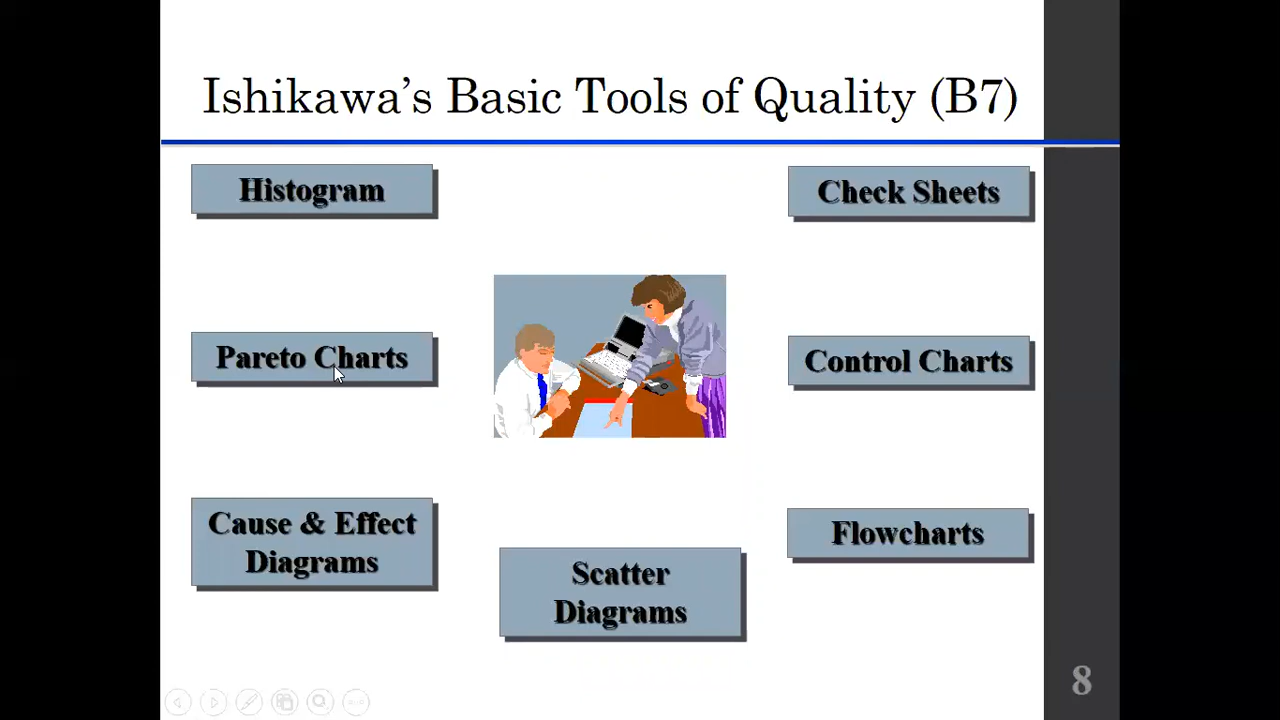 Ishikawa’s Basic Tools of Quality (B7)
Histogram
Check Sheets
Pareto Charts
Control Charts
Cause & Effect
Diagrams
Scatter
Diagrams
Flowcharts
8